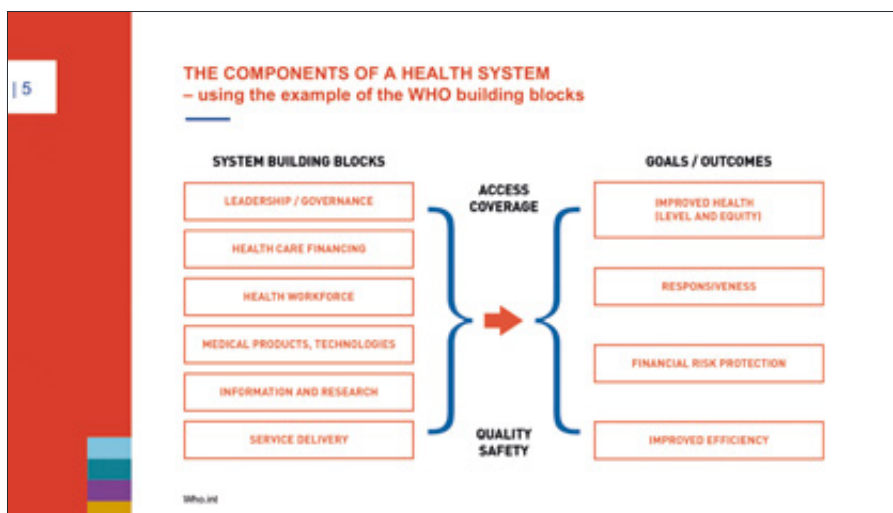 | 5
THE COMPONENTS OF A HEALTH SYSTEM
– using the example of the WHO building blocks
SYSTEM BUILDING BLOCKS
LEADERSHIP / GOVERNANCE
HEALTH CARE FINANCING
HEALTH WORKFORCE
MEDICAL PRODUCTS, TECHNOLOGIES
INFORMATION AND RESEARCH
SERVICE DELIVERY
ACCESS
COVERAGE
QUALITY
SAFETY
GOALS / OUTCOMES
IMPROVED HEALTH
(LEVEL AND EQUITY)
RESPONSIVENESS
FINANCIAL RISK PROTECTION
IMPROVED EFFICIENCY
Who.int